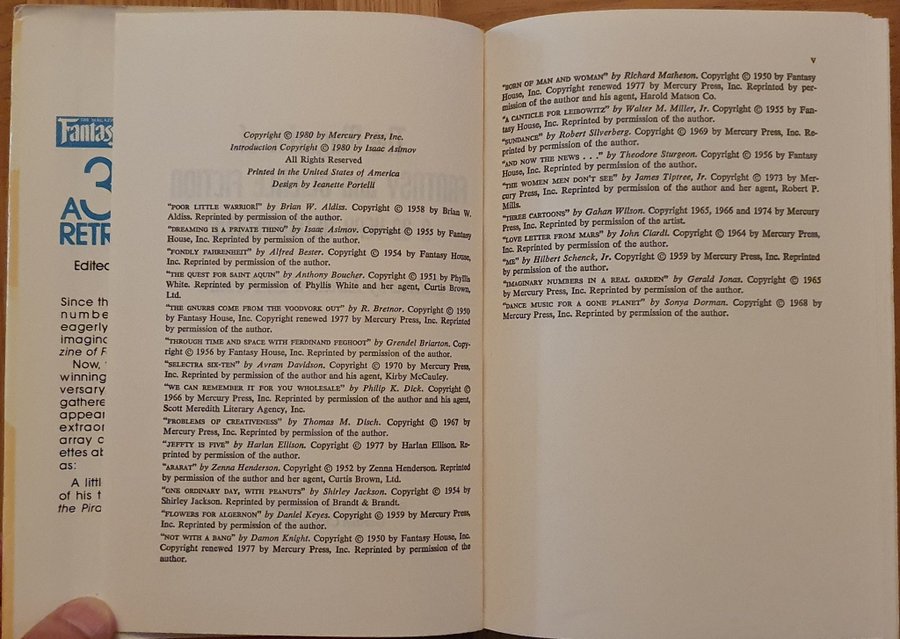 THE MAGAZINE
Fantasy
3
A
RETR
Edited
Since th
numbe
eagerly
imagina
zine of F
Now,
winning
versary
gathere
appear
extraor
array o
ettes ab
as:
A littl
of his t
the Pira
Copyright © 1980 by Mercury Press, Inc.
Introduction Copyright © 1980 by Isaac Asimov
All Rights Reserved
Printed in the United States of America
Design by Jeanette Portelli
"POOR LITTLE WARRIOR!" by Brian W. Aldiss. Copyright © 1958 by Brian W.
Aldiss. Reprinted by permission of the author.
"DREAMING IS A PRIVATE THING" by Isaac Asimov. Copyright © 1955 by Fantasy
House, Inc. Reprinted by permission of the author.
"FONDLY FAHRENHEIT" by Alfred Bester. Copyright © 1954 by Fantasy House,
Inc. Reprinted by permission of the author.
"THE QUEST FOR SAINT AQUIN" by Anthony Boucher. Copyright © 1951 by Phyllis
White. Reprinted by permission of Phyllis White and her agent, Curtis Brown,
Ltd.
"THE GNURRS COME FROM THE VOODVORK OUT" by R. Bretnor. Copyright © 1950
by Fantasy House, Inc. Copyright renewed 1977 by Mercury Press, Inc. Reprinted
by permission of the author.
"THROUGH TIME AND SPACE WITH FERDINAND FEGHOOT" by Grendel Briarton. Copy-
right © 1956 by Fantasy House, Inc. Reprinted by permission of the author.
"SELECTRA SIX-TEN" by Avram Davidson. Copyright © 1970 by Mercury Press,
Inc. Reprinted by permission of the author and his agent, Kirby McCauley.
"WE CAN REMEMBER IT FOR YOU WHOLESALE" by Philip K. Dick. Copyright ©
1966 by Mercury Press, Inc. Reprinted by permission of the author and his agent,
Scott Meredith Literary Agency, Inc.
"PROBLEMS OF CREATIVENESS" by Thomas M. Disch. Copyright © 1967 by
Mercury Press, Inc. Reprinted by permission of the author.
"JEFFTY IS FIVE" by Harlan Ellison. Copyright © 1977 by Harlan Ellison. Re-
printed by permission of the author.
"ARARAT" by Zenna Henderson. Copyright © 1952 by Zenna Henderson. Reprinted
by permission of the author and her agent, Curtis Brown, Ltd.
"ONE ORDINARY DAY, WITH PEANUTS" by Shirley Jackson. Copyright © 1954 by
Shirley Jackson. Reprinted by permission of Brandt & Brandt.
"FLOWERS FOR ALGERNON" by Daniel Keyes. Copyright © 1959 by Mercury Press,
Inc. Reprinted by permission of the author.
"NOT WITH A BANG" by Damon Knight. Copyright © 1950 by Fantasy House, Inc.
Copyright renewed 1977 by Mercury Press, Inc. Reprinted by permission of the
author.
v
"BORN OF MAN AND WOMAN" by Richard Matheson. Copyright © 1950 by Fantasy
House, Inc. Copyright renewed 1977 by Mercury Press, Inc. Reprinted by per-
mission of the author and his agent, Harold Matson Co.
"A CANTICLE FOR LEIBOWITZ" by Walter M. Miller, Jr. Copyright © 1955 by Fan-
tasy House, Inc. Reprinted by permission of the author.
"SUNDANCE" by Robert Silverberg. Copyright © 1969 by Mercury Press, Inc. Re-
printed by permission of the author.
"AND NOW THE NEWS . . ." by Theodore Sturgeon. Copyright © 1956 by Fantasy
House, Inc. Reprinted by permission of the author.
"THE WOMEN MEN DON'T SEE" by James Tiptree, Jr. Copyright © 1973 by Mer-
cury Press, Inc. Reprinted by permission of the author and her agent, Robert P.
Mills.
"THREE CARTOONS" by Gahan Wilson. Copyright 1965, 1966 and 1974 by Mercury
Press, Inc. Reprinted by permission of the artist.
"LOVE LETTER FROM MARS" by John Ciardi. Copyright © 1964 by Mercury Press,
Inc. Reprinted by permission of the author.
"ME" by Hilbert Schenck, Jr. Copyright © 1959 by Mercury Press, Inc. Reprinted
by permission of the author.
"IMAGINARY NUMBERS IN A REAL GARDEN" by Gerald Jonas. Copyright © 1965
by Mercury Press, Inc. Reprinted by permission of the author.
"DANCE MUSIC FOR A GONE PLANET" by Sonya Dorman. Copyright © 1968 by
Mercury Press, Inc. Reprinted by permission of the author.